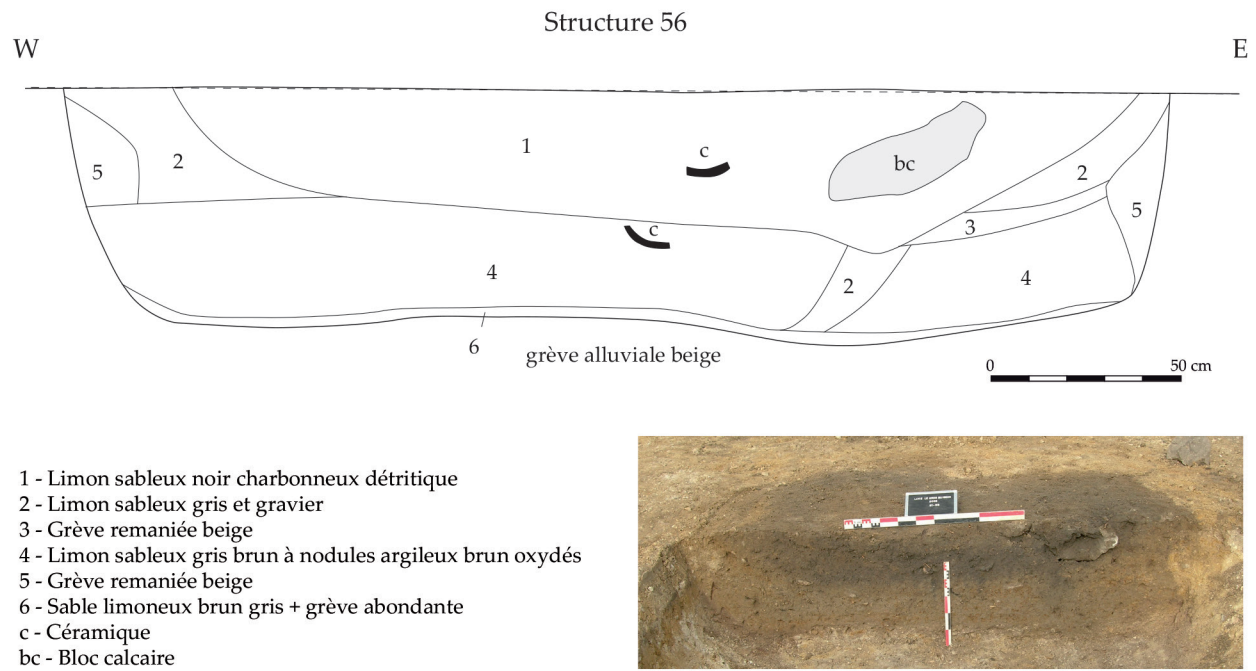 Structure 56
W
E
1
c
bc
5
2
2
5
3
c
4
2
4
6
grève alluviale beige
0 50 cm
1 - Limon sableux noir charbonneux détritique
2 - Limon sableux gris et gravier
3 - Grève remaniée beige
4 - Limon sableux gris brun à nodules argileux brun oxydés
5 - Grève remaniée beige
6 - Sable limoneux brun gris + grève abondante
c - Céramique
bc - Bloc calcaire